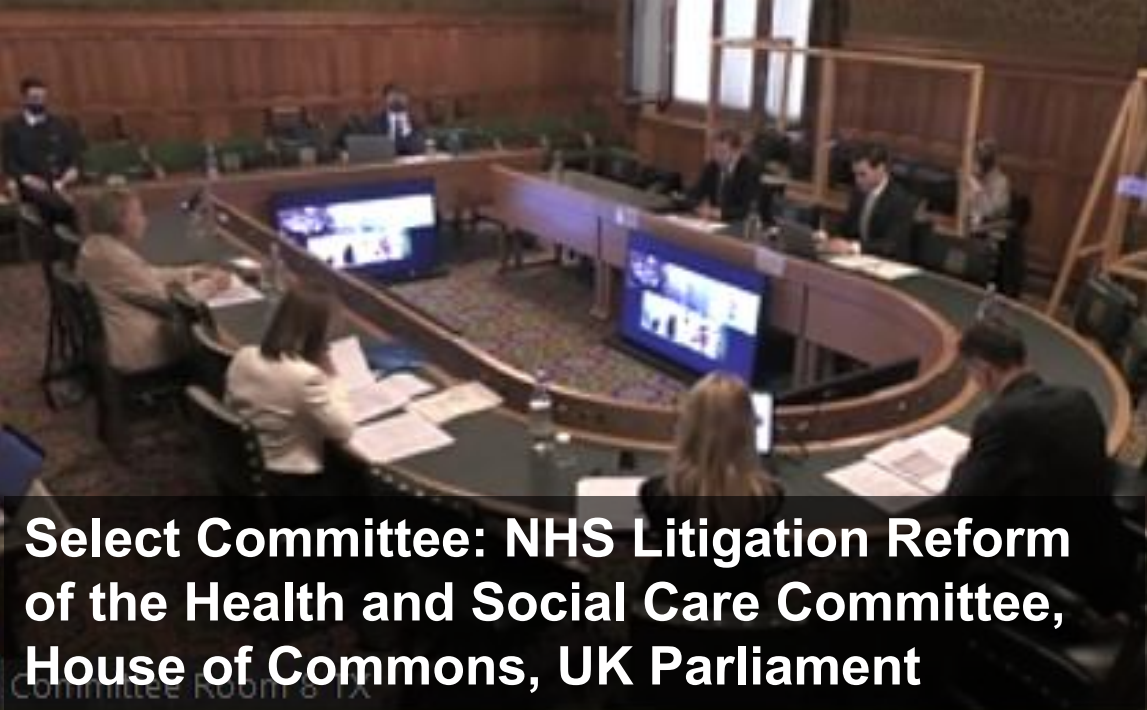 Select Committee: NHS Litigation Reform
of the Health and Social Care Committee,
House of Commons, UK Parliament
Committee Room 8 TX